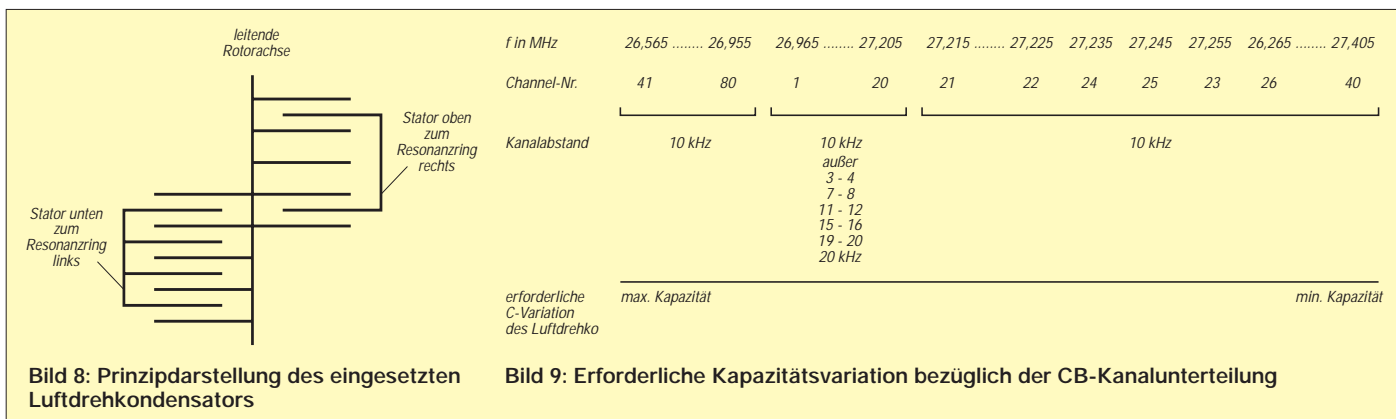 leitende
Rotorachse
Stator oben
zum
Resonanzring
rechts
Stator unten
zum
Resonanzring
links
Bild 8: Prinzipdarstellung des eingesetzten
Luftdrehkondensators
f in MHz 26,565 ........ 26,955 26,965 ........ 27,205 27,215 ........ 27,225 27,235 27,245 27,255 26,265 ........ 27,405
Channel-Nr. 41 80 1 20 21 22 24 25 23 26 40
Kanalabstand 10 kHz 10 kHz 10 kHz
außer
3 - 4
7 - 8
11 - 12
15 - 16
19 - 20
20 kHz
erforderliche max. Kapazität min. Kapazität
C-Variation
des Luftdrehko
Bild 9: Erforderliche Kapazitätsvariation bezüglich der CB-Kanalunterteilung